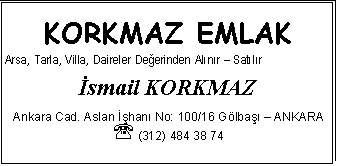 KORKMAZ EMLAK
Arsa, Tarla, Villa, Daireler Değerinden Alınır – Satılır
İsmail KORKMAZ
Ankara Cad. Aslan İşhanı No: 100/16 Gölbaşı – ANKARA
☎ (312) 484 38 74